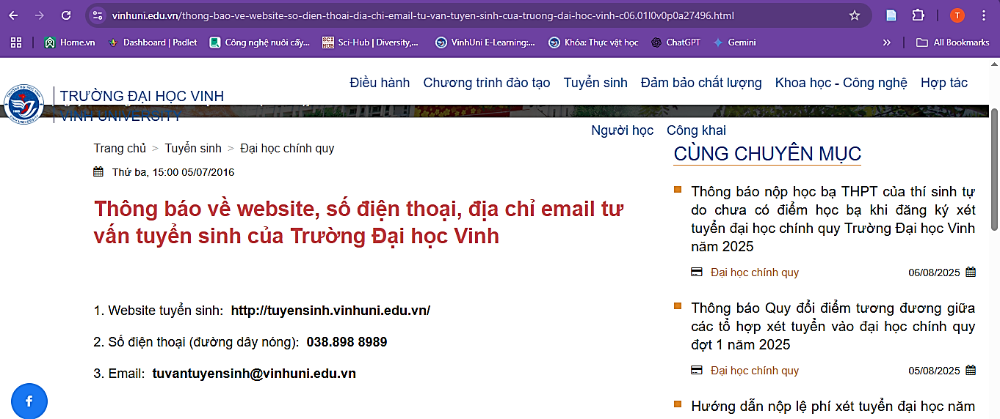 vinhuni.edu.vn/thong-bao-ve-website-so-dien-thoai-dia-chi-email-tu-van-tuyen-sinh-cua-truong-dai-hoc-vinh-c06.01l0v0p0a27496.html
T
Home.vn
Dashboard | Padlet
Công nghệ nuôi cấy...
SCI HUB
Sci-Hub | Diversity,...
VinhUni E-Learning:...
Khóa: Thực vật học
ChatGPT
Gemini
All Bookmarks
TRƯỜNG ĐẠI HỌC VINH
VINH UNIVERSITY
Điều hành
Chương trình đào tạo
Tuyển sinh
Đảm bảo chất lượng
Khoa học - Công nghệ
Hợp tác
Người học
Công khai
Trang chủ > Tuyển sinh > Đại học chính quy
Thứ ba, 15:00 05/07/2016
Thông báo về website, số điện thoại, địa chỉ email tư
vấn tuyển sinh của Trường Đại học Vinh
1. Website tuyển sinh: http://tuyensinh.vinhuni.edu.vn/
2. Số điện thoại (đường dây nóng): 038.898 8989
3. Email: tuvantuyensinh@vinhuni.edu.vn
CÙNG CHUYÊN MỤC
Thông báo nộp học bạ THPT của thí sinh tự
do chưa có điểm học bạ khi đăng ký xét
tuyển đại học chính quy Trường Đại học Vinh
năm 2025
Đại học chính quy
06/08/2025
Thông báo Quy đổi điểm tương đương giữa
các tổ hợp xét tuyển vào đại học chính quy
đợt 1 năm 2025
Đại học chính quy
05/08/2025
Hướng dẫn nộp lệ phí xét tuyển đại học năm